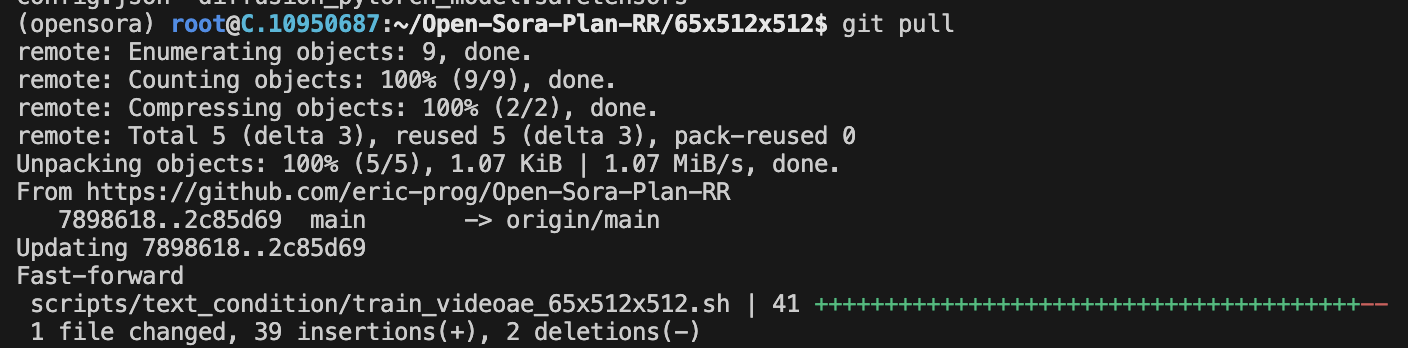 config.json  diffusion_pytorch_model.safetensors
(opensora) root@C.10950687:~/Open-Sora-Plan-RR/65x512x512$ git pull
remote: Enumerating objects: 9, done.
remote: Counting objects: 100% (9/9), done.
remote: Compressing objects: 100% (2/2), done.
remote: Total 5 (delta 3), reused 5 (delta 3), pack-reused 0
Unpacking objects: 100% (5/5), 1.07 KiB | 1.07 MiB/s, done.
From https://github.com/eric-prog/Open-Sora-Plan-RR
   7898618..2c85d69  main       -> origin/main
Updating 7898618..2c85d69
Fast-forward
 scripts/text_condition/train_videoae_65x512x512.sh | 41 +++++++++++++++++++++++++++++++++++++++--
 1 file changed, 39 insertions(+), 2 deletions(-)